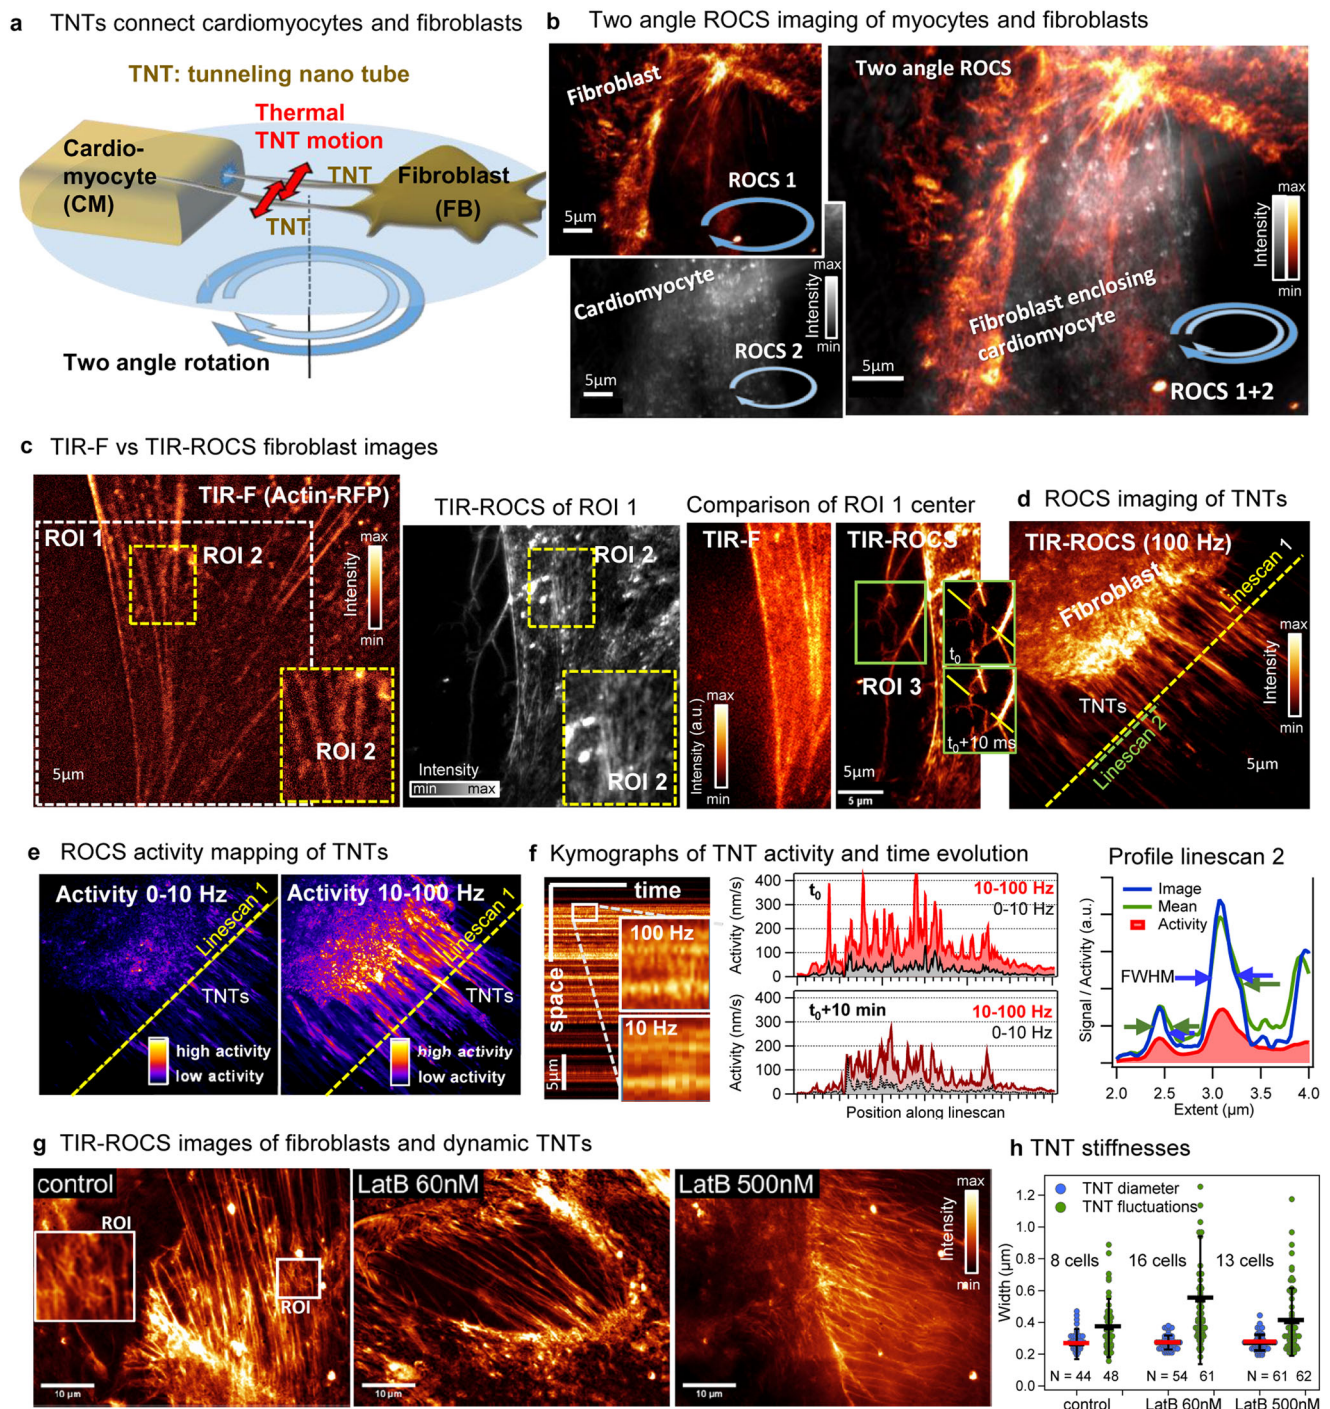 a TNTs connect cardiomyocytes and fibroblasts
TNT: tunneling nano tube
Thermal
TNT motion
Cardio-
myocyte
(CM)
TNT
TNT
Fibroblast
(FB)
Two angle rotation
b Two angle ROCS imaging of myocytes and fibroblasts
Fibroblast
ROCS 1
5µm
Cardiomyocyte
ROCS 2
5µm
max
Intensity
min
Two angle ROCS
Fibroblast enclosing
cardiomyocyte
max
Intensity
min
5µm
ROCS 1+2
c TIR-F vs TIR-ROCS fibroblast images
TIR-F (Actin-RFP)
ROI 1
ROI 2
max
Intensity
min
ROI 2
5µm
TIR-ROCS of ROI 1
ROI 2
Intensity
min max
ROI 2
Comparison of ROI 1 center
TIR-F
max
Intensity (a.u.)
min
TIR-ROCS
ROI 3
t0
t0+10 ms
5 µm
d ROCS imaging of TNTs
TIR-ROCS (100 Hz)
Fibroblast
Linescan 1
TNTs
Linescan 2
max
Intensity
min
5µm
e ROCS activity mapping of TNTs
Activity 0-10 Hz
Linescan 1
TNTs
high activity
low activity
Activity 10-100 Hz
Linescan 1
TNTs
high activity
low activity
f Kymographs of TNT activity and time evolution
time
space
5µm
100 Hz
10 Hz
t0
10-100 Hz
0-10 Hz
Activity (nm/s)
400
300
200
100
0
t0+10 min
10-100 Hz
0-10 Hz
Activity (nm/s)
400
300
200
100
0
Position along linescan
Profile linescan 2
Image
Mean
Activity
FWHM
Signal / Activity (a.u.)
2.0 2.5 3.0 3.5 4.0
Extent (µm)
g TIR-ROCS images of fibroblasts and dynamic TNTs
control
ROI
ROI
10 µm
LatB 60nM
10 µm
LatB 500nM
max
Intensity
min
10 µm
h TNT stiffnesses
TNT diameter
TNT fluctuations
8 cells 16 cells 13 cells
Width (µm)
1.2
1.0
0.8
0.6
0.4
0.2
0.0
N = 44 48 N = 54 61 N = 61 62
control LatB 60nM LatB 500nM